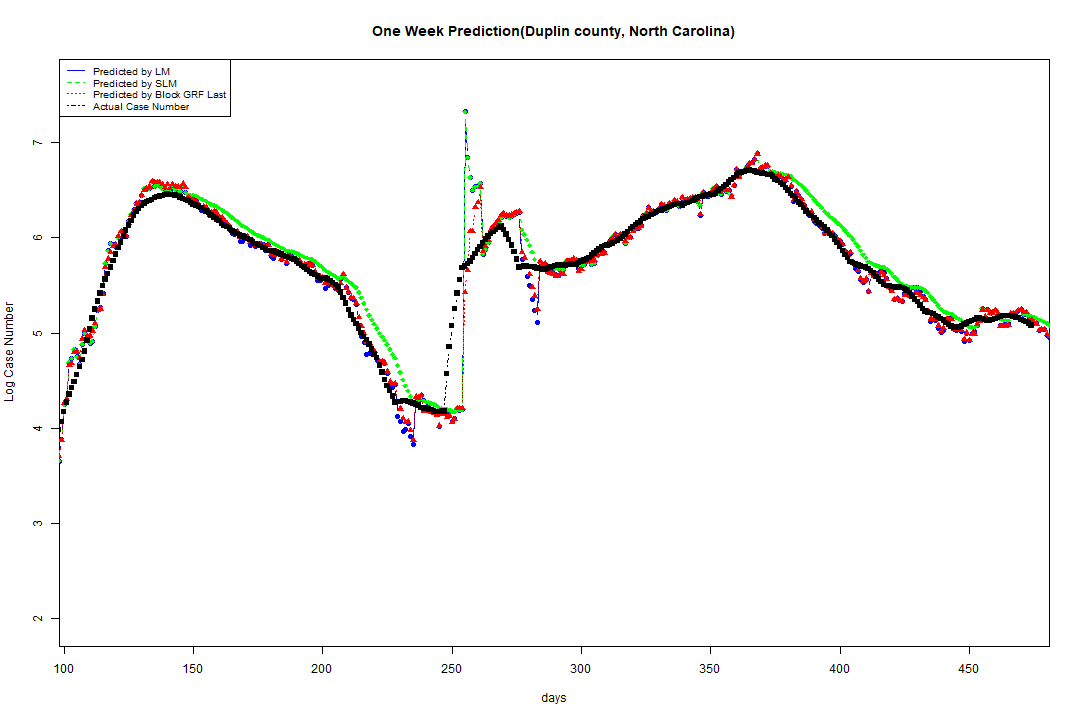 One Week Prediction(Duplin county, North Carolina)
Predicted by LM
Predicted by SLM
Predicted by Block GRF Last
Actual Case Number
Log Case Number
7
6
5
4
3
2
100 150 200 250 300 350 400 450
days